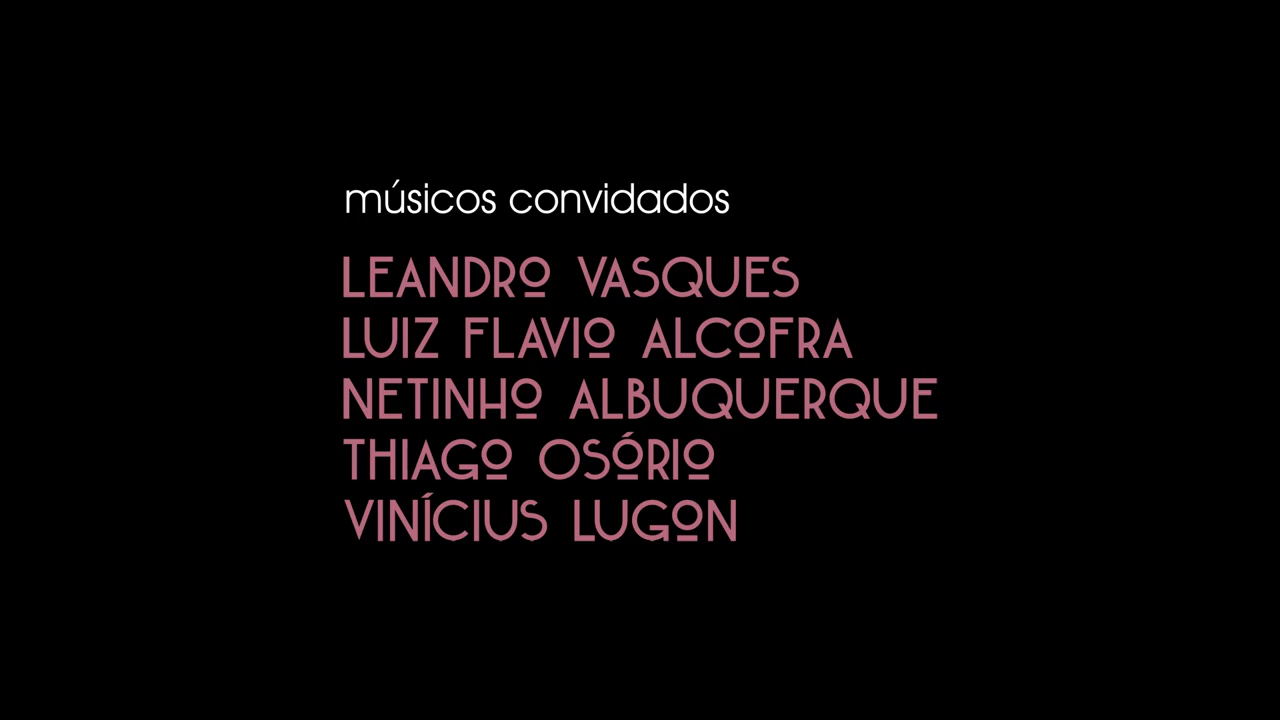 músicos convidados
LEANDRO VASQUES
LUIZ FLAVIO ALCOFRA
NETINHO ALBUQUERQUE
THIAGO OSÓRIO
VINÍCIUS LUGON